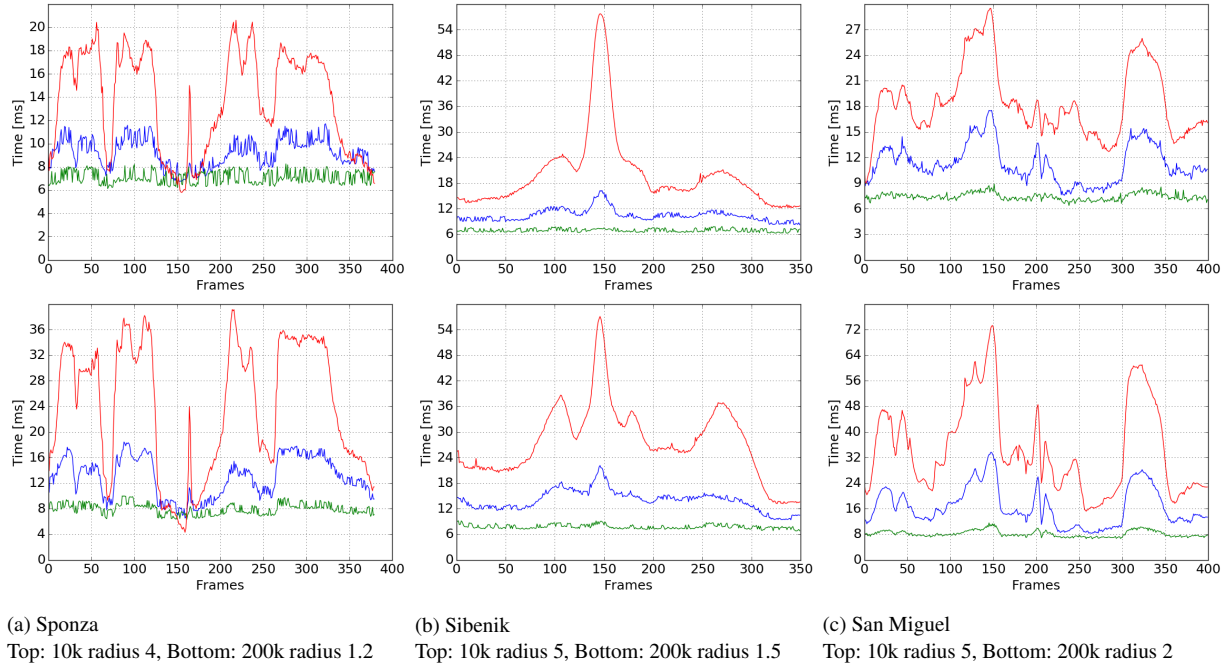 20
18
16
14
12
10
8
6
4
2
0
Time [ms]
0 50 100 150 200 250 300 350 400
Frames
54
48
42
36
30
24
18
12
6
0
Time [ms]
0 50 100 150 200 250 300 350
Frames
27
24
21
18
15
12
9
6
3
0
Time [ms]
0 50 100 150 200 250 300 350 400
Frames
36
32
28
24
20
16
12
8
4
0
Time [ms]
0 50 100 150 200 250 300 350 400
Frames
54
48
42
36
30
24
18
12
6
0
Time [ms]
0 50 100 150 200 250 300 350
Frames
72
64
56
48
40
32
24
16
8
0
Time [ms]
0 50 100 150 200 250 300 350 400
Frames
(a) Sponza
Top: 10k radius 4, Bottom: 200k radius 1.2
(b) Sibenik
Top: 10k radius 5, Bottom: 200k radius 1.5
(c) San Miguel
Top: 10k radius 5, Bottom: 200k radius 2